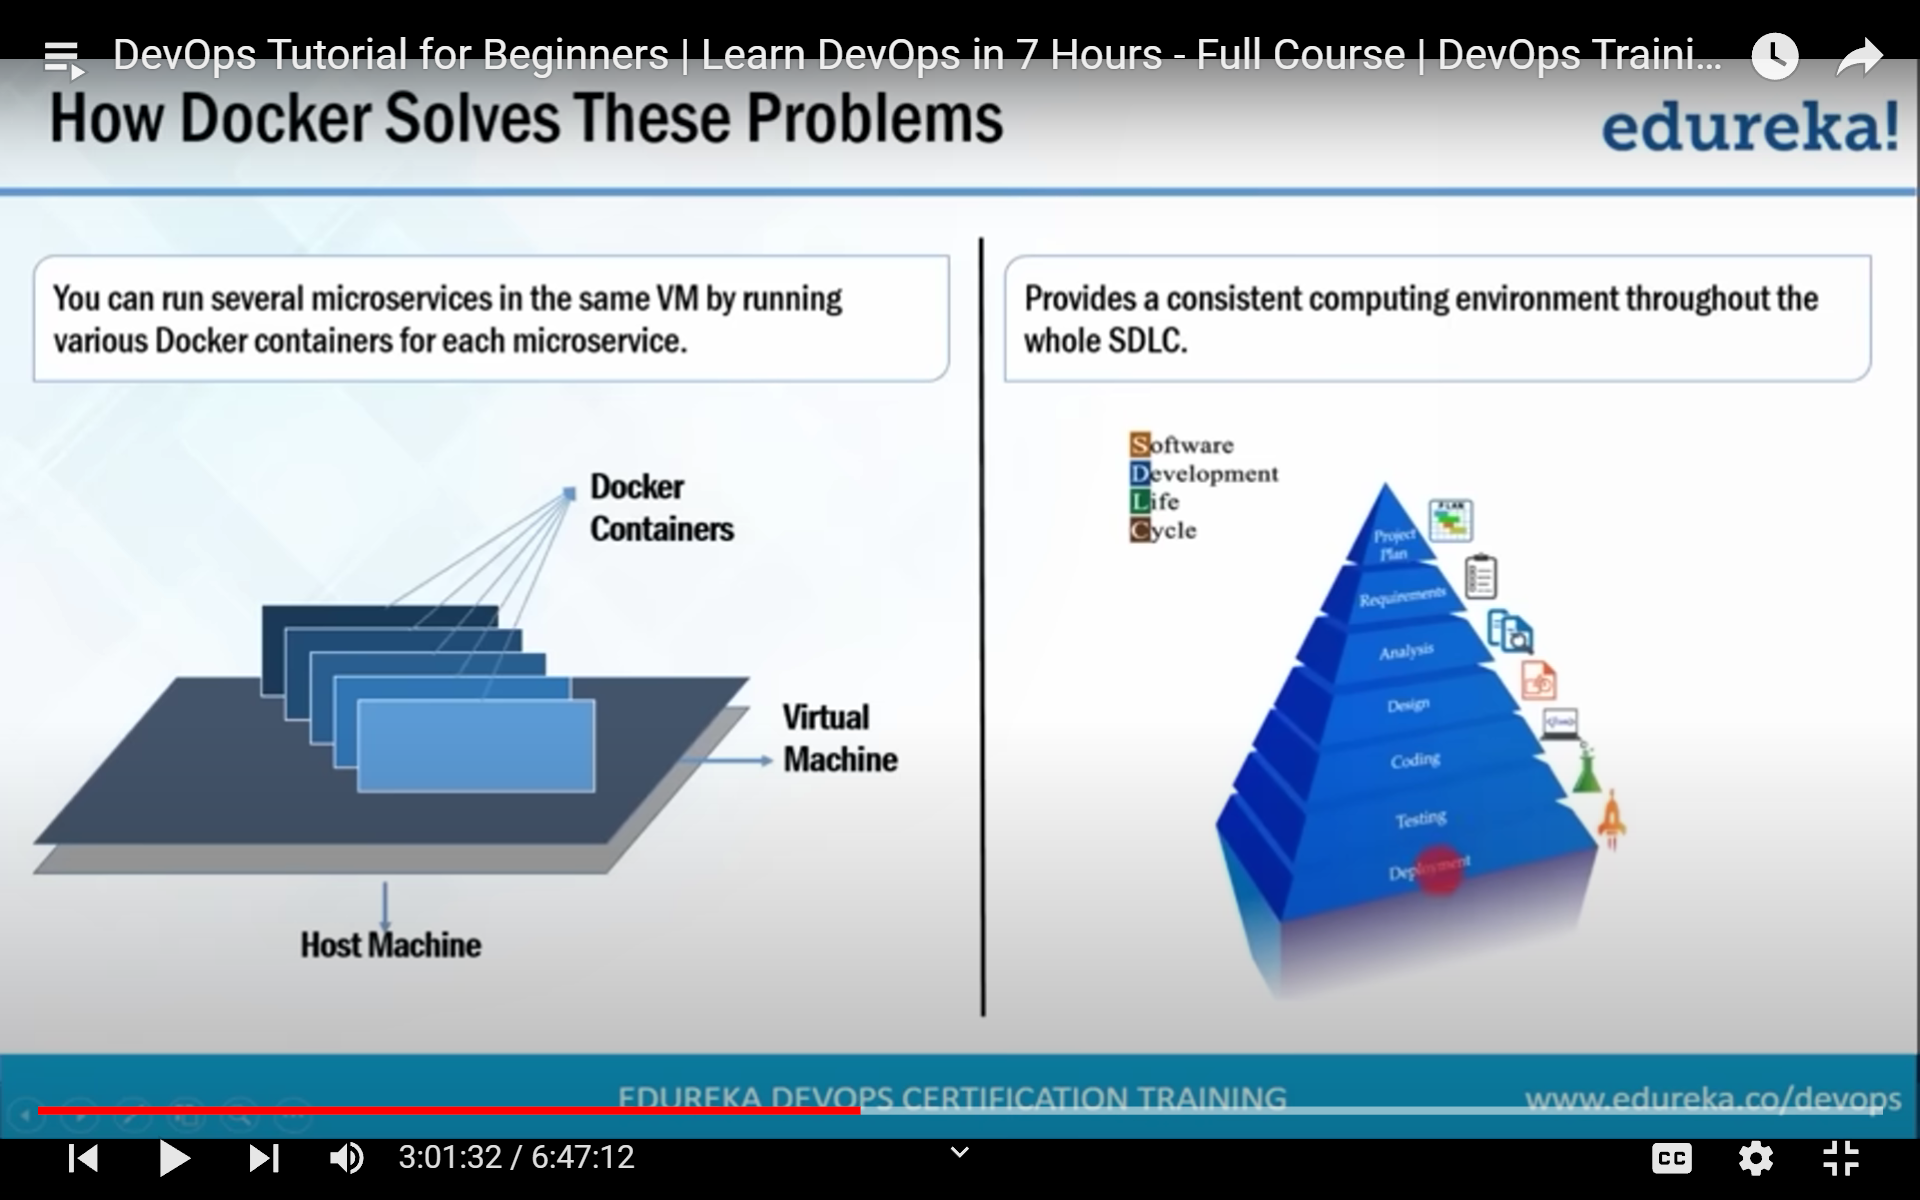 DevOps Tutorial for Beginners | Learn DevOps in 7 Hours - Full Course | DevOps Traini...
How Docker Solves These Problems
edureka!
You can run several microservices in the same VM by running
various Docker containers for each microservice.
Docker
Containers
Virtual
Machine
Host Machine
Provides a consistent computing environment throughout the
whole SDLC.
Software
Development
Life
Cycle
PLAN
Project
Plan
Requirements
Analysis
Design
Coding
Testing
Deployment
EDUREKA DEVOPS CERTIFICATION TRAINING
www.edureka.co/devops
3:01:32 / 6:47:12
CC